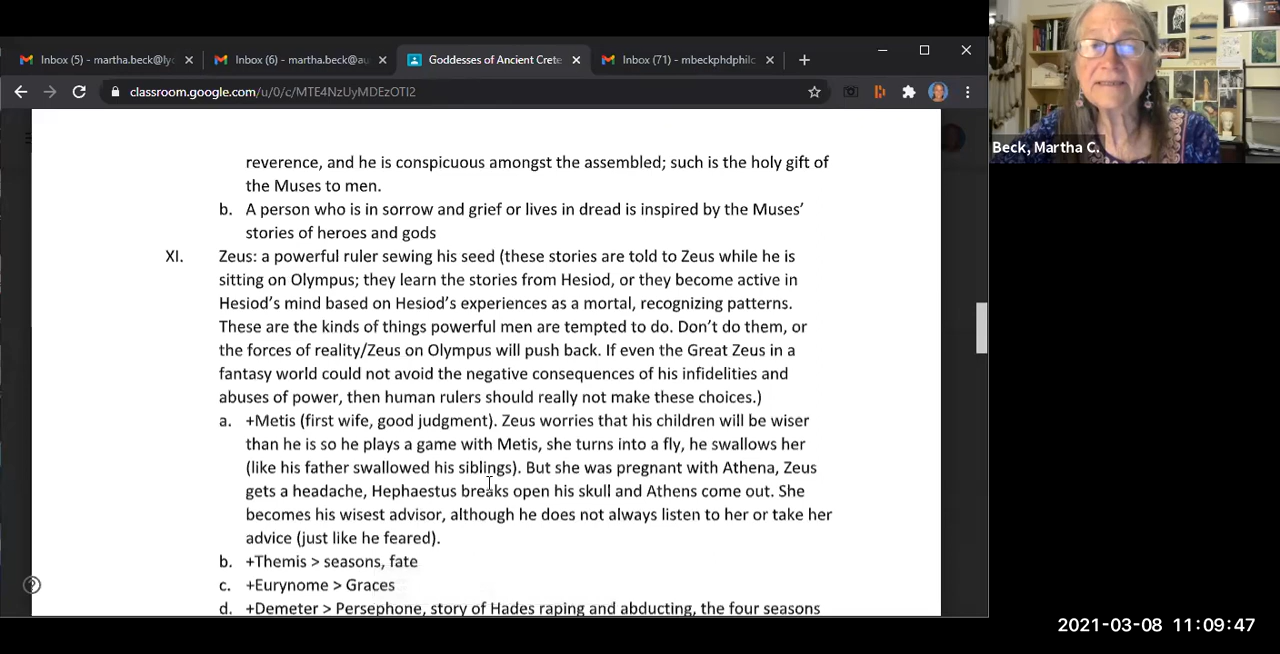 Inbox (5) - martha.beck@ly
Inbox (6) - martha.beck@au
Goddesses of Ancient Crete
Inbox (71) - mbeckphdphilo
classroom.google.com/u/0/c/MTE4NzUyMDEzOTI2
Beck, Martha C.
reverence, and he is conspicuous amongst the assembled; such is the holy gift of
the Muses to men.
b. A person who is in sorrow and grief or lives in dread is inspired by the Muses'
stories of heroes and gods
XI. Zeus: a powerful ruler sewing his seed (these stories are told to Zeus while he is
sitting on Olympus; they learn the stories from Hesiod, or they become active in
Hesiod's mind based on Hesiod's experiences as a mortal, recognizing patterns.
These are the kinds of things powerful men are tempted to do. Don't do them, or
the forces of reality/Zeus on Olympus will push back. If even the Great Zeus in a
fantasy world could not avoid the negative consequences of his infidelities and
abuses of power, then human rulers should really not make these choices.)
a. +Metis (first wife, good judgment). Zeus worries that his children will be wiser
than he is so he plays a game with Metis, she turns into a fly, he swallows her
(like his father swallowed his siblings). But she was pregnant with Athena, Zeus
gets a headache, Hephaestus breaks open his skull and Athens come out. She
becomes his wisest advisor, although he does not always listen to her or take her
advice (just like he feared).
b. +Themis > seasons, fate
c. +Eurynome > Graces
d. +Demeter > Persephone, story of Hades raping and abducting, the four seasons
2021-03-08 11:09:47